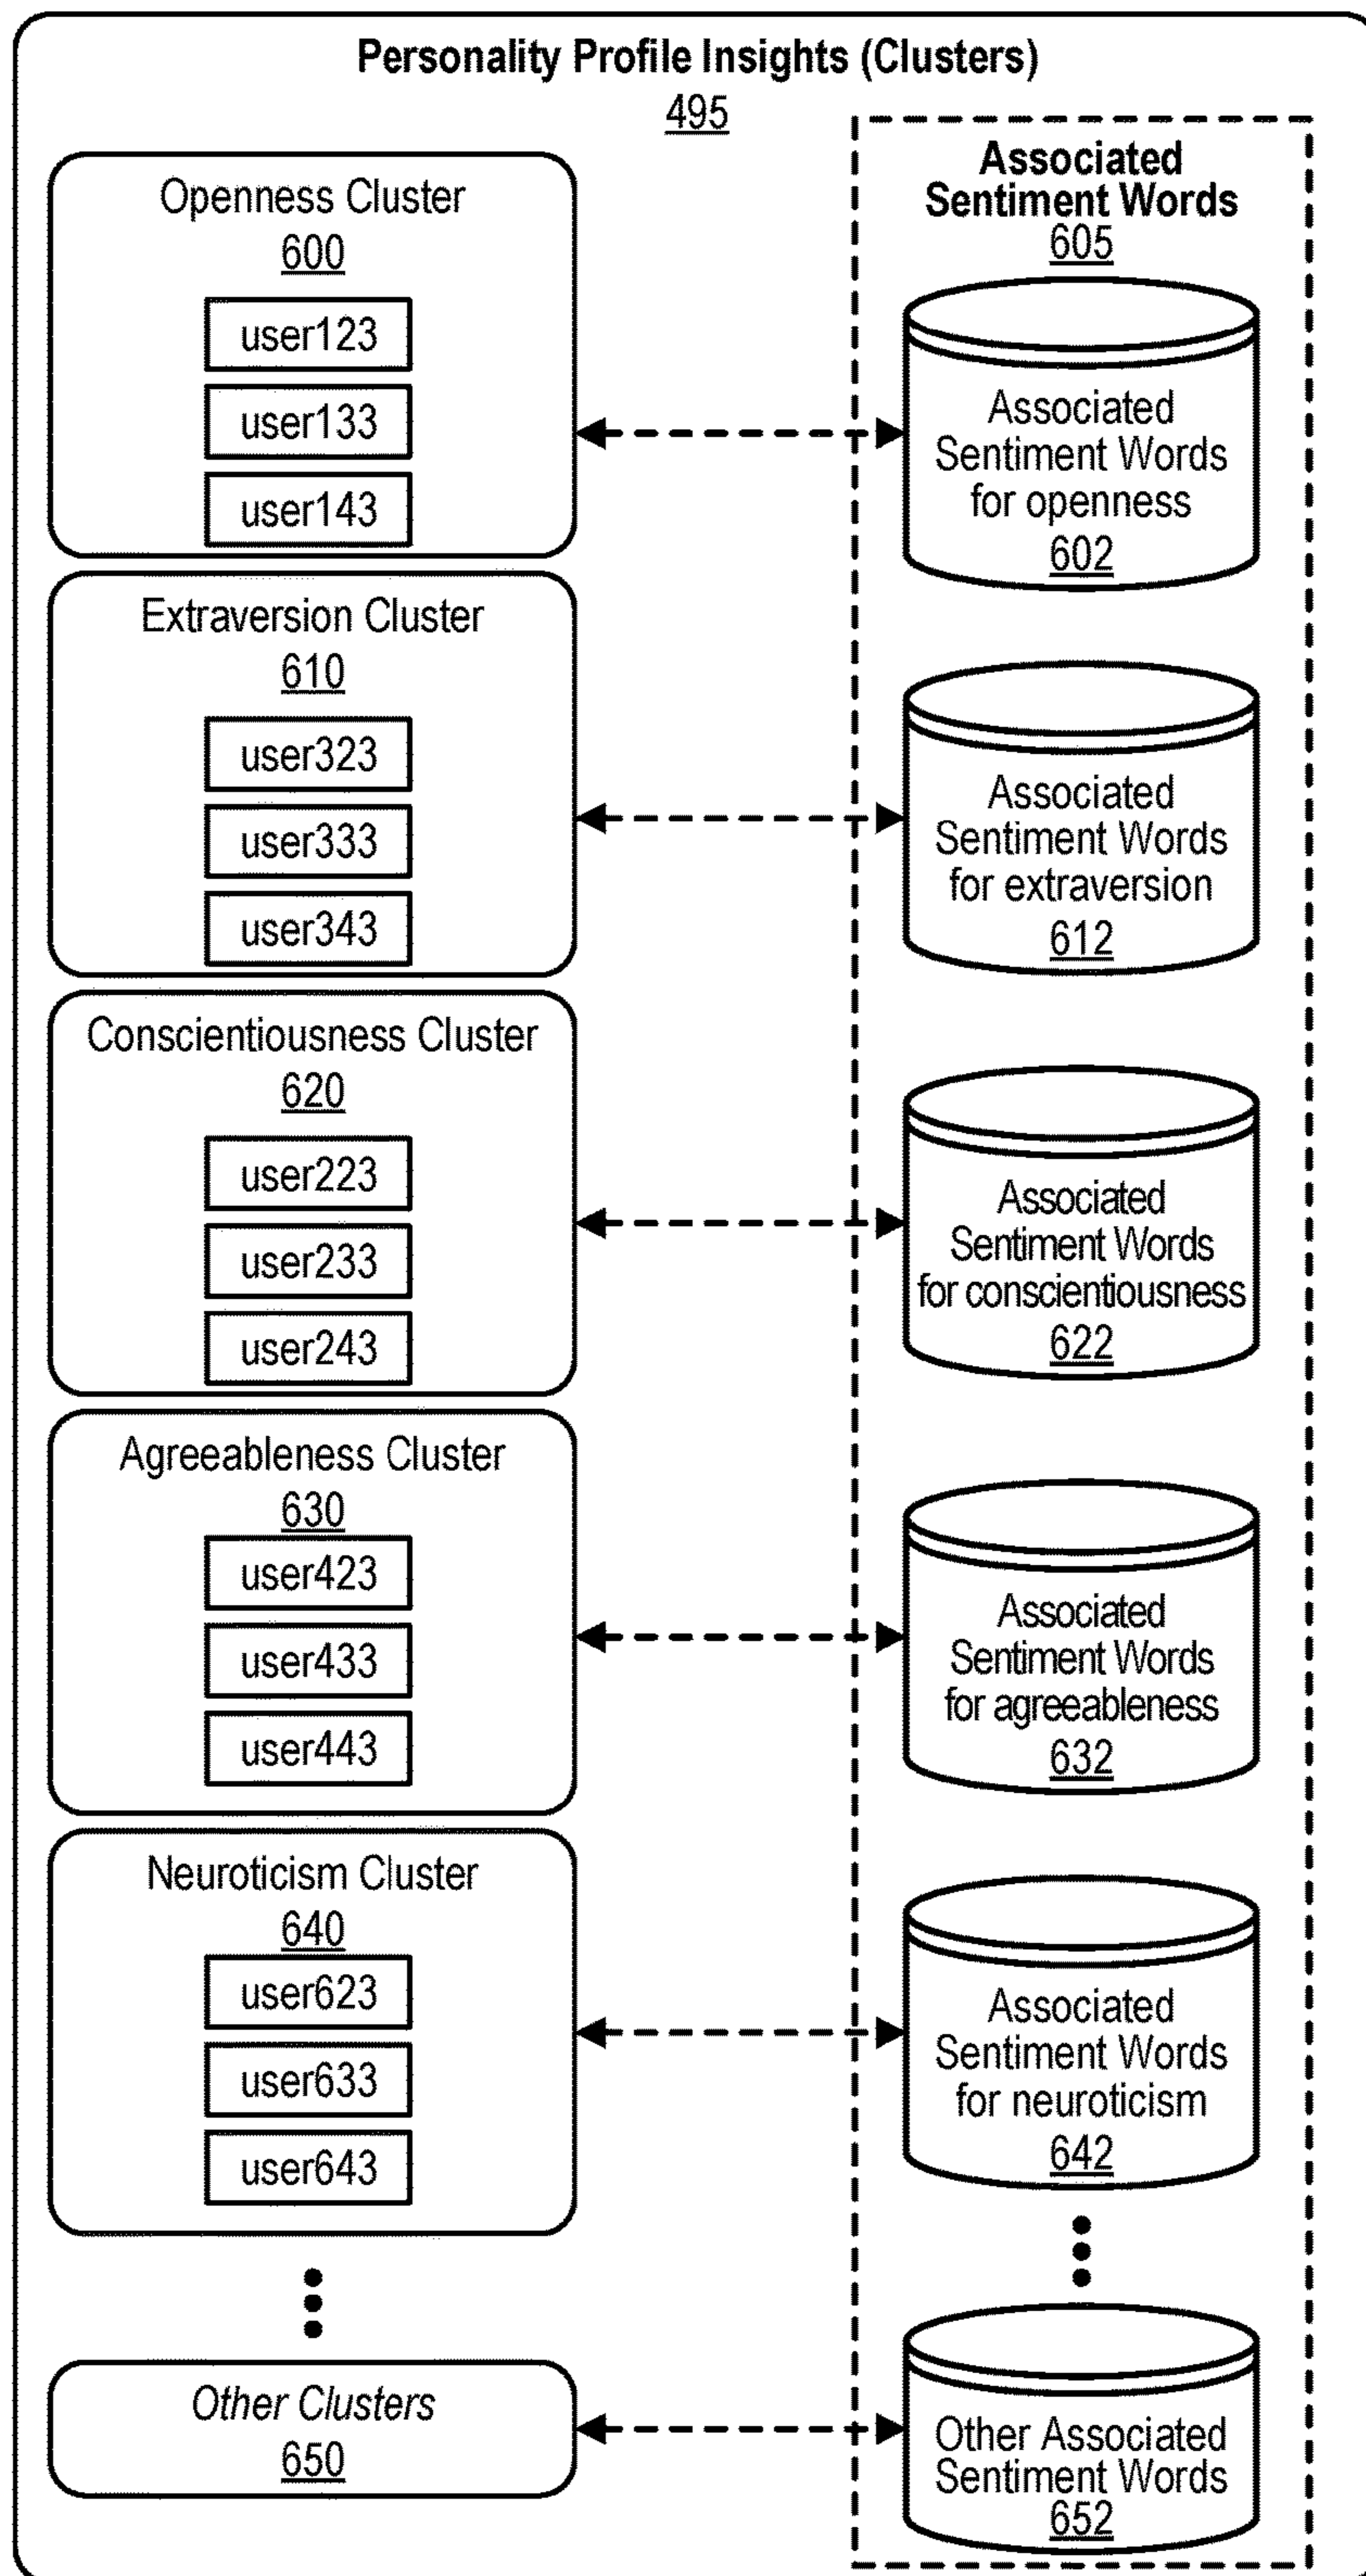 Personality Profile Insights (Clusters)
495
Openness Cluster
600
user123
user133
user143
Extraversion Cluster
610
user323
user333
user343
Conscientiousness Cluster
620
user223
user233
user243
Agreeableness Cluster
630
user423
user433
user443
Neuroticism Cluster
640
user623
user633
user643
Other Clusters
650
Associated
Sentiment Words
605
Associated
Sentiment Words
for openness
602
Associated
Sentiment Words
for extraversion
612
Associated
Sentiment Words
for conscientiousness
622
Associated
Sentiment Words
for agreeableness
632
Associated
Sentiment Words
for neuroticism
642
Other Associated
Sentiment Words
652